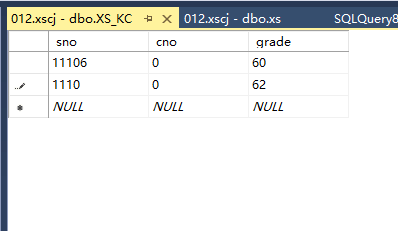 012.xscj - dbo.XS_KC 012.xscj - dbo.xs SQLQuery8
sno cno grade
11106 0 60
1110 0 62
NULL NULL NULL